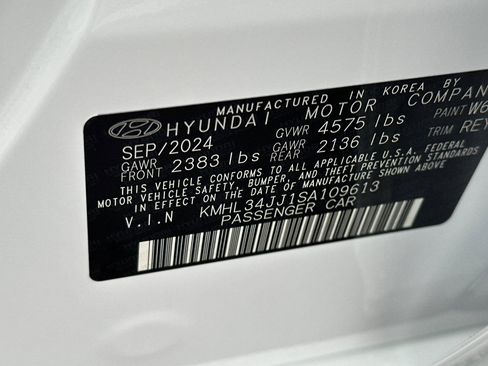 MANUFACTURED IN KOREA BY
HYUNDAI MOTOR COMPAN
SEP/2024 GVWR 4575 lbs PAINT W6
GAWR FRONT 2383 lbs GAWR REAR 2136 lbs TRIM REY
THIS VEHICLE CONFORMS TO ALL APPLICABLE U.S.A. FEDERAL
MOTOR VEHICLE SAFETY, BUMPER, AND THEFT PREVENTION STANDARDS
IN EFFECT ON THE DATE OF MANUFACTURE SHOWN ABOVE.
V.I.N KMHL34JJ1SA109613
PASSENGER CAR